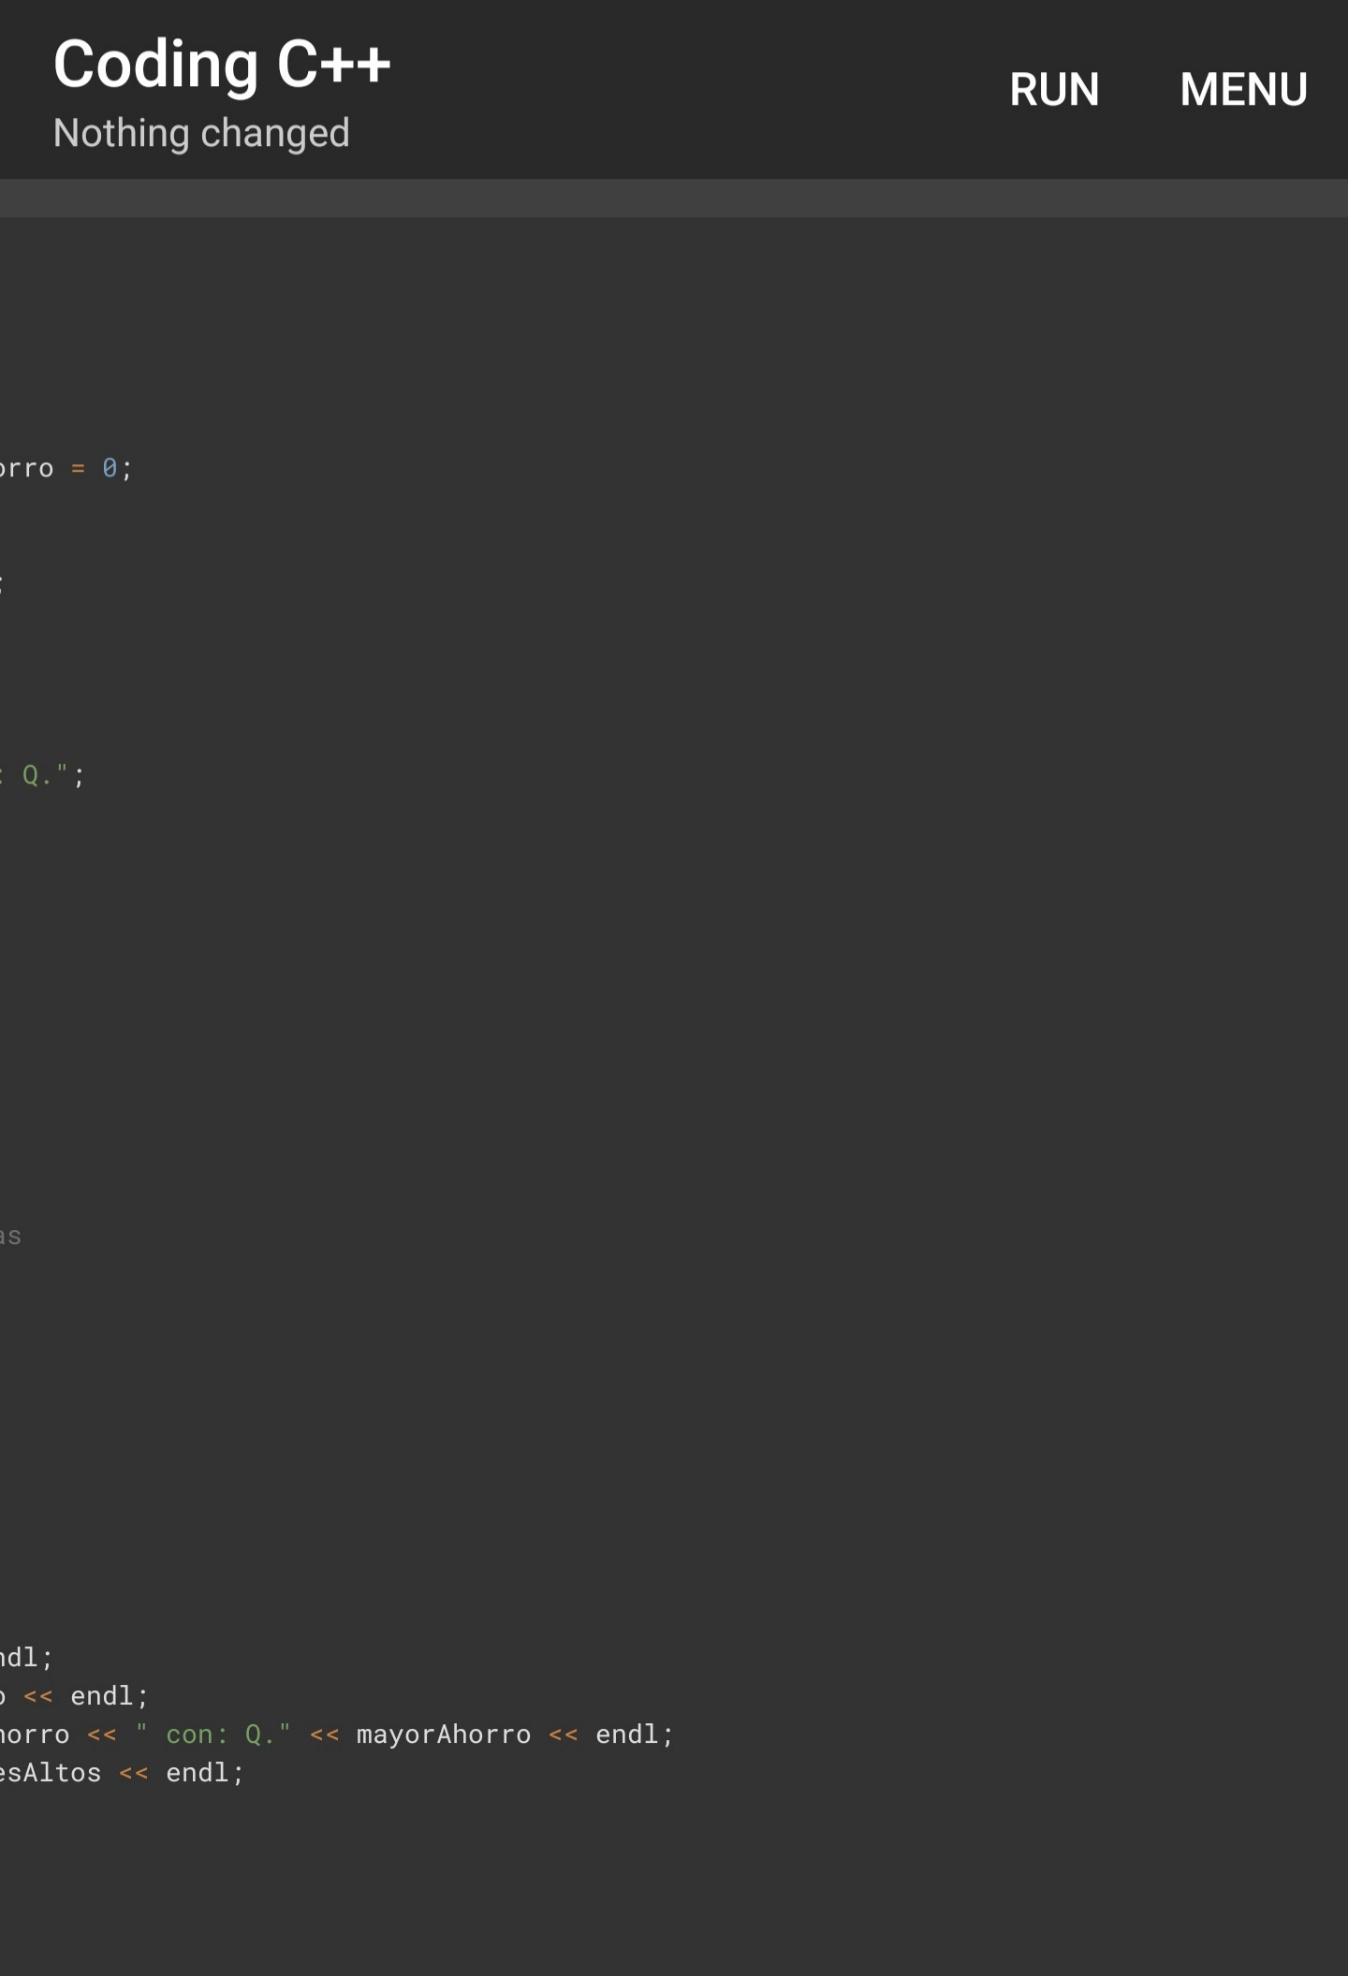 Coding C++
Nothing changed
RUN MENU
orro = 0;
;
: Q.";
as
ndl;
o << endl;
horro << " con: Q." << mayorAhorro << endl;
esAltos << endl;